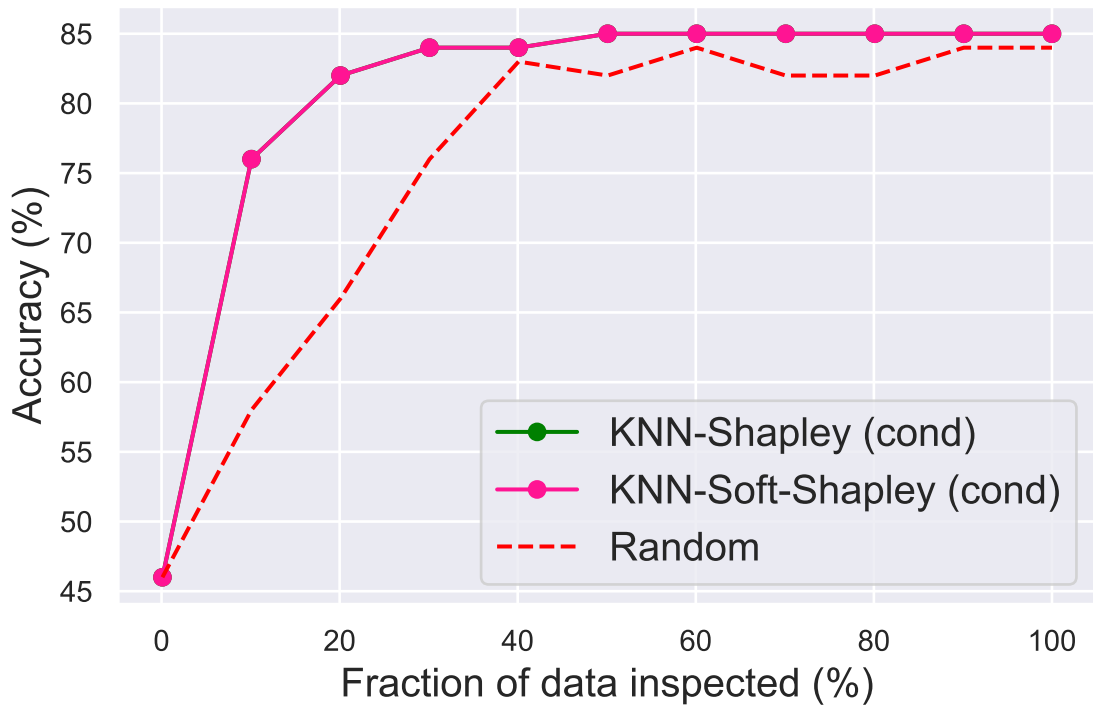 85
80
75
70
65
60
55
50
45
Accuracy (%)
KNN-Shapley (cond)
KNN-Soft-Shapley (cond)
Random
0 20 40 60 80 100
Fraction of data inspected (%)